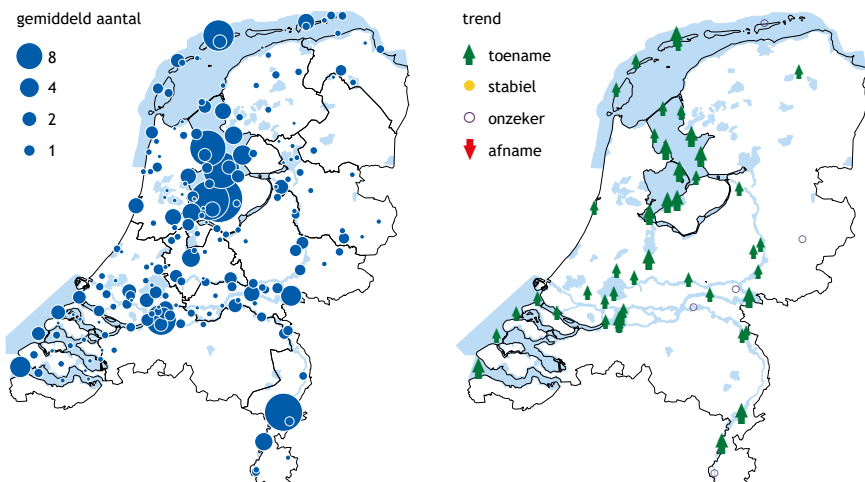 gemiddeld aantal
8
4
2
1
trend
toename
stabiel
onzeker
afname